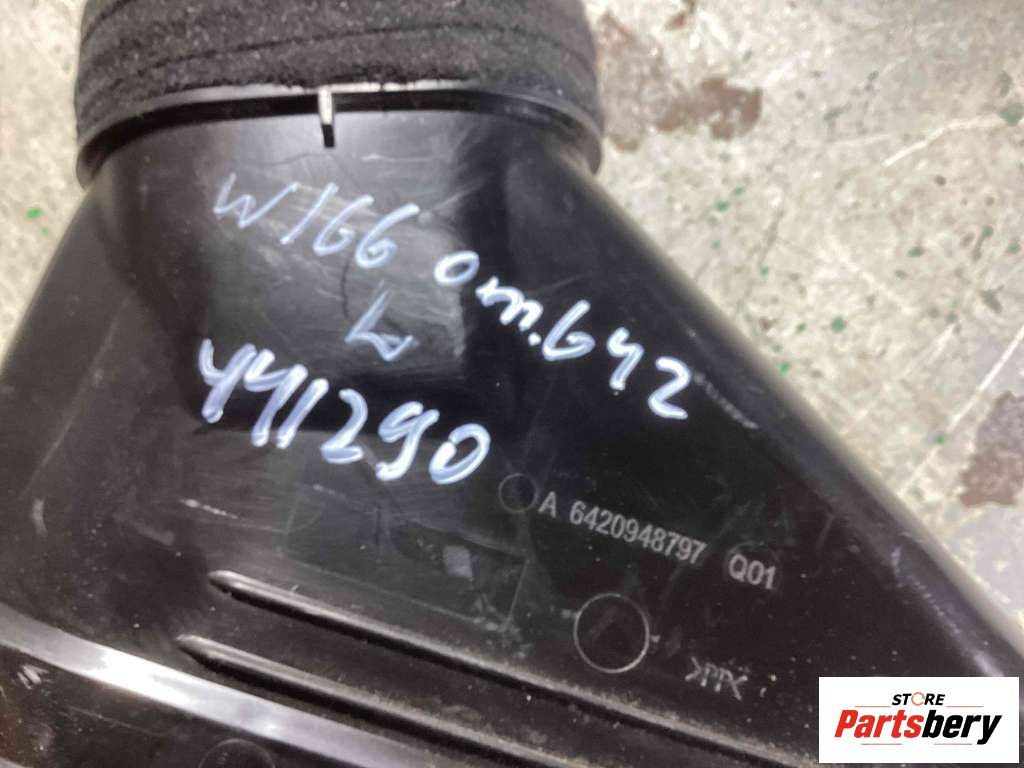 W166 om.642
L
441290
A 6420948797 Q01
>PP<
STORE
Partsbery